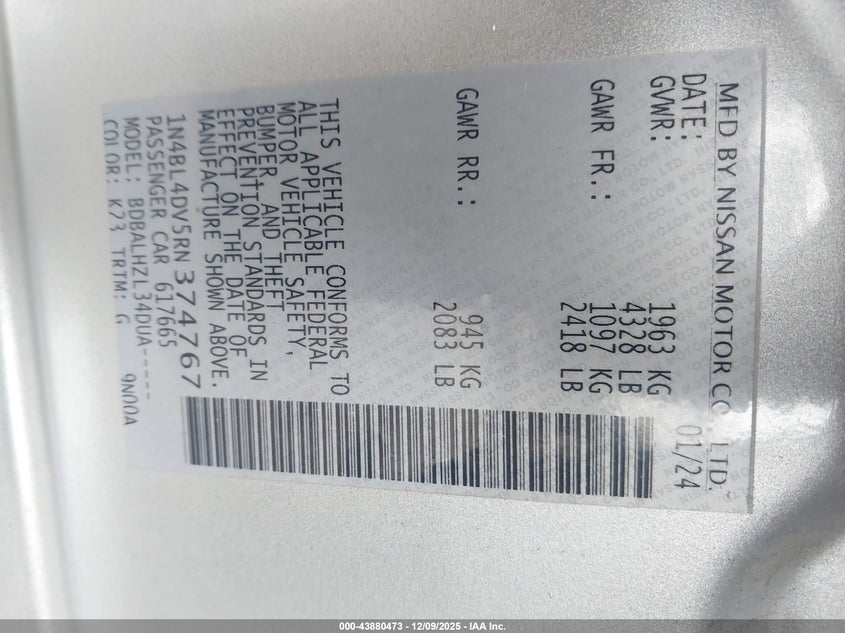 MFD BY NISSAN MOTOR CO., LTD.
DATE: 01/24
GVWR: 1963 KG
4328 LB
GAWR FR.: 1097 KG
2418 LB
GAWR RR.: 945 KG
2083 LB
THIS VEHICLE CONFORMS TO
ALL APPLICABLE FEDERAL
MOTOR VEHICLE SAFETY,
BUMPER, AND THEFT
PREVENTION STANDARDS IN
EFFECT ON THE DATE OF
MANUFACTURE SHOWN ABOVE.
1N4BL4DV5RN374767
PASSENGER CAR 617665
MODEL: BDBALHZL34DUA-----
COLOR: K23 TRIM: G 9N00A
000-43880473 - 12/09/2025 - IAA Inc.